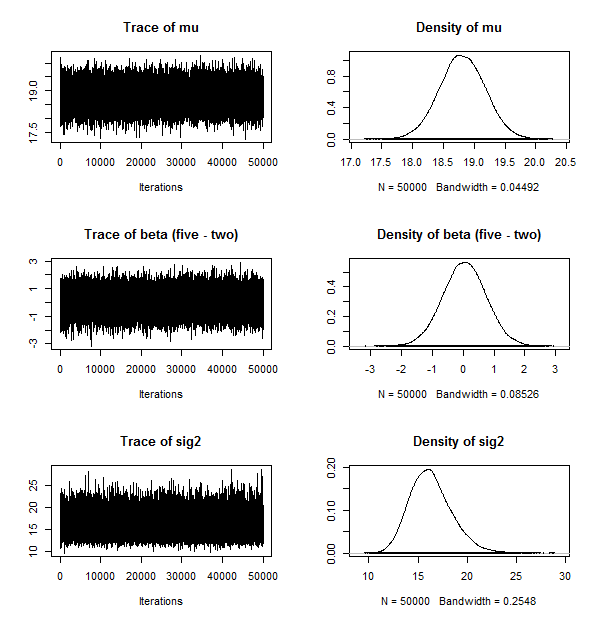 Trace of mu
17.5 19.0
0 10000 20000 30000 40000 50000
Iterations
Density of mu
0.0 0.4 0.8
17.0 17.5 18.0 18.5 19.0 19.5 20.0 20.5
N = 50000 Bandwidth = 0.04492
Trace of beta (five - two)
-3 -1 1 3
0 10000 20000 30000 40000 50000
Iterations
Density of beta (five - two)
0.0 0.2 0.4
-3 -2 -1 0 1 2 3
N = 50000 Bandwidth = 0.08526
Trace of sig2
10 15 20 25
0 10000 20000 30000 40000 50000
Iterations
Density of sig2
0.00 0.10 0.20
10 15 20 25 30
N = 50000 Bandwidth = 0.2548